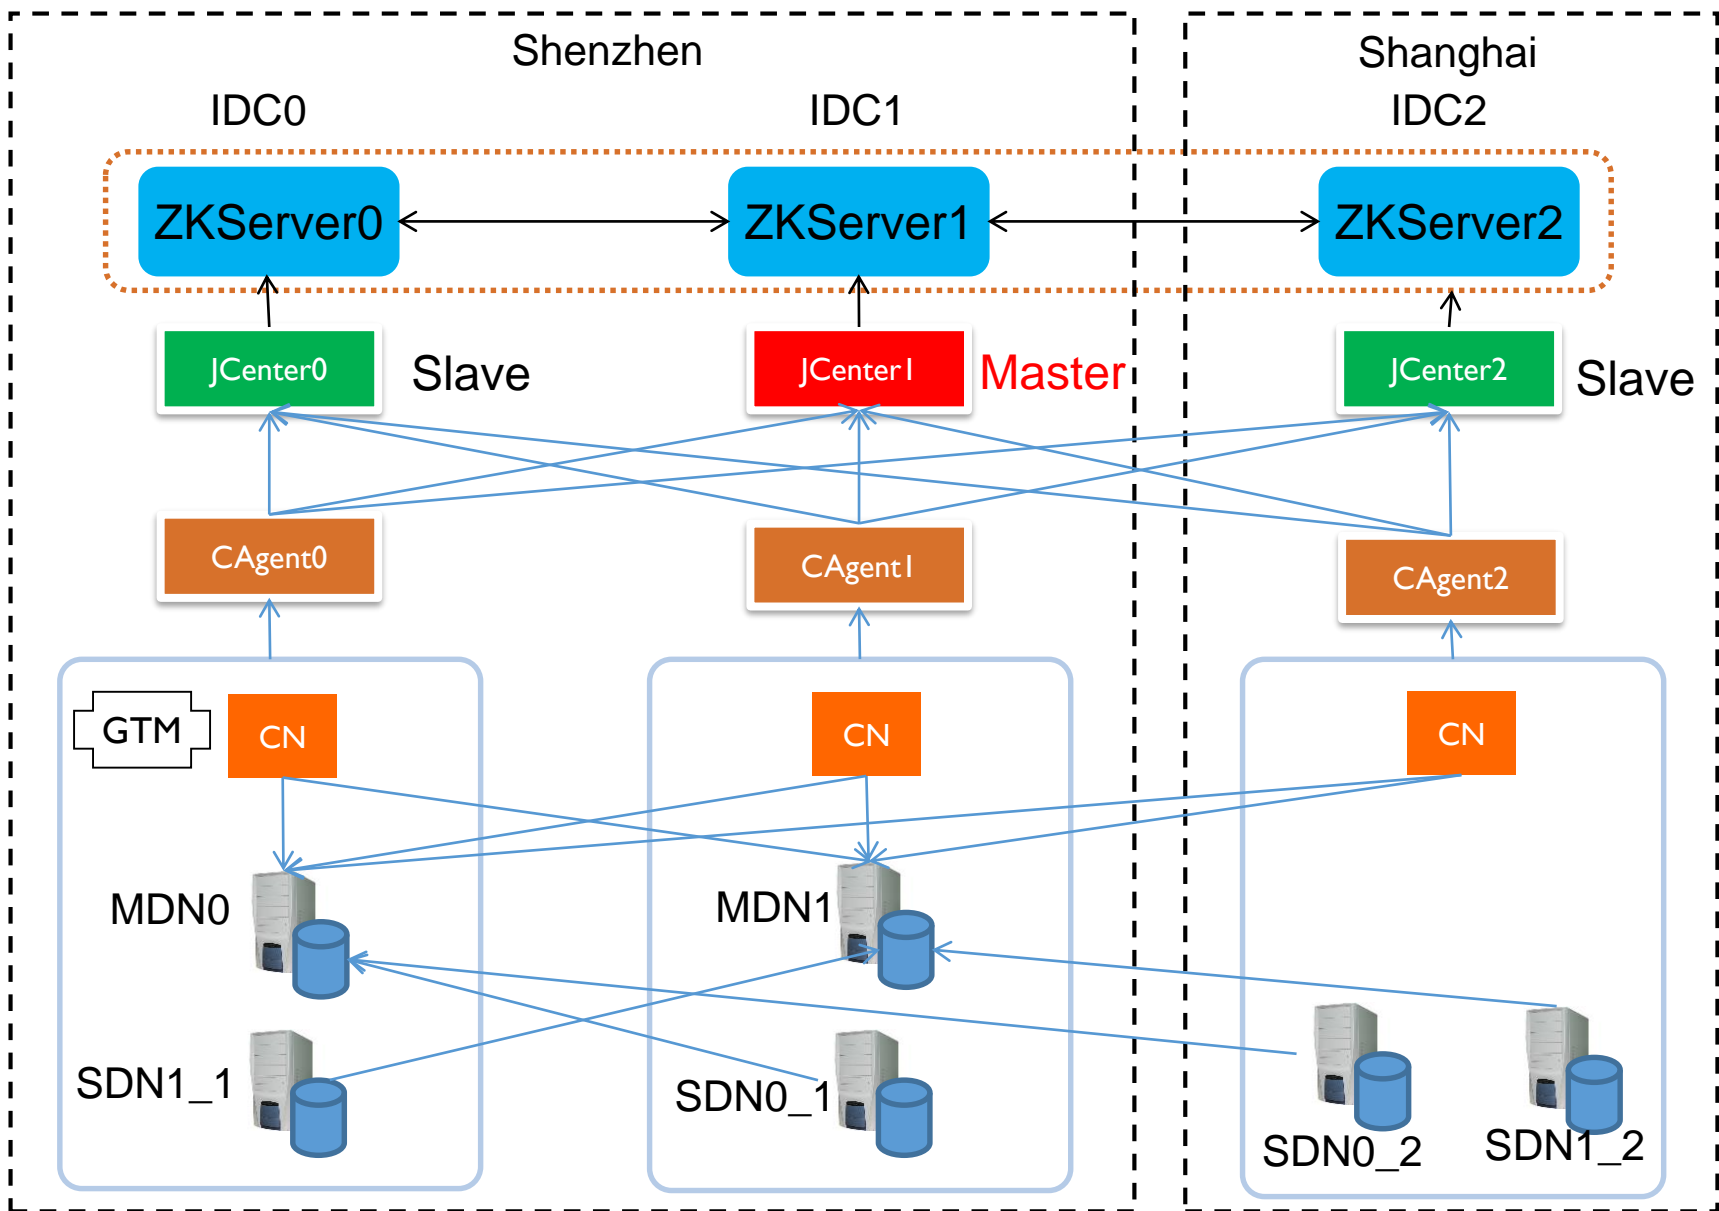 Shenzhen
Shanghai
IDC0
IDC1
IDC2
ZKServer0
ZKServer1
ZKServer2
JCenter0
Slave
JCenter1
Master
JCenter2
Slave
CAgent0
CAgent1
CAgent2
GTM
CN
CN
CN
MDN0
MDN1
SDN1_1
SDN0_1
SDN0_2
SDN1_2